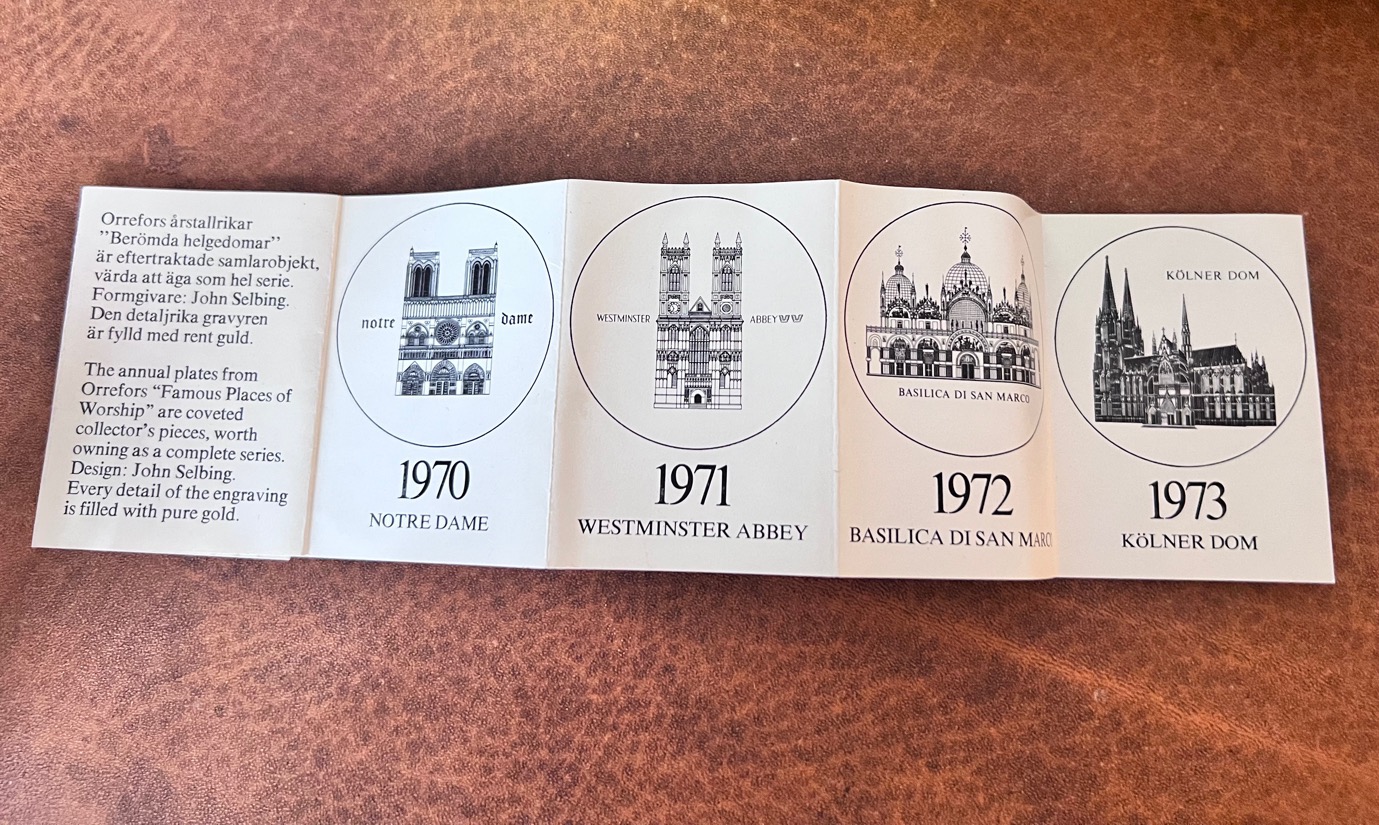 Orrefors årstallrikar
”Berömda helgedomar”
är eftertraktade samlarobjekt,
värda att äga som hel serie.
Formgivare: John Selbing.
Den detaljrika gravyren
är fylld med rent guld.
The annual plates from
Orrefors “Famous Places of
Worship” are coveted
collector’s pieces, worth
owning as a complete series.
Design: John Selbing.
Every detail of the engraving
is filled with pure gold.
notre dame
1970
NOTRE DAME
WESTMINSTER ABBEY
1971
WESTMINSTER ABBEY
BASILICA DI SAN MARCO
1972
BASILICA DI SAN MARCO
KÖLNER DOM
1973
KÖLNER DOM